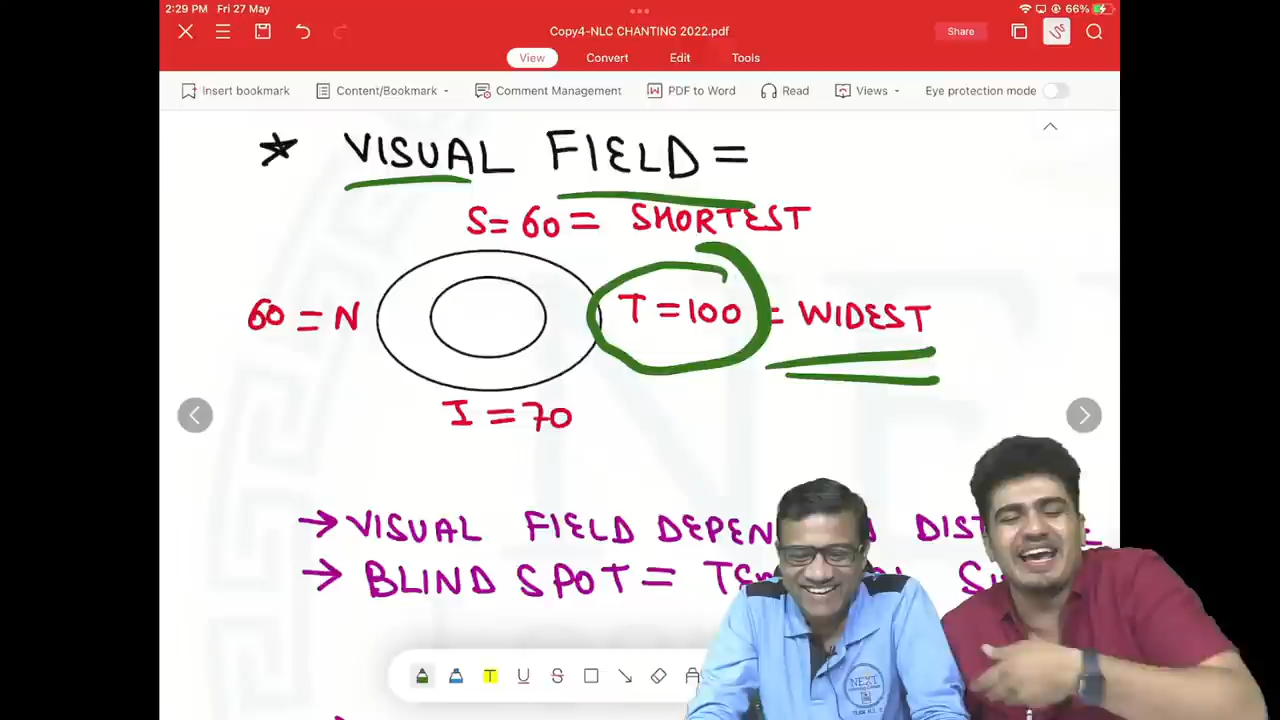 2:29 PM Fri 27 May
66%
Copy4-NLC CHANTING 2022.pdf
Share
View Convert Edit Tools
Insert bookmark Content/Bookmark Comment Management PDF to Word Read Views Eye protection mode
* VISUAL FIELD =
S = 60 = SHORTEST
60 = N T = 100 = WIDEST
I = 70
→ VISUAL FIELD
→ BLIND SPOT =
NEXT